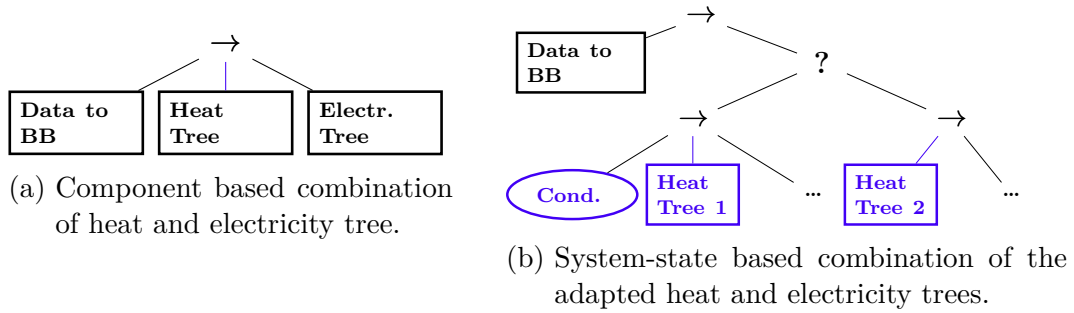 →
Data to
BB
Heat
Tree
Electr.
Tree
(a) Component based combination
of heat and electricity tree.
→
Data to
BB
?
→
→
Cond.
Heat
Tree 1
...
Heat
Tree 2
...
(b) System-state based combination of the
adapted heat and electricity trees.